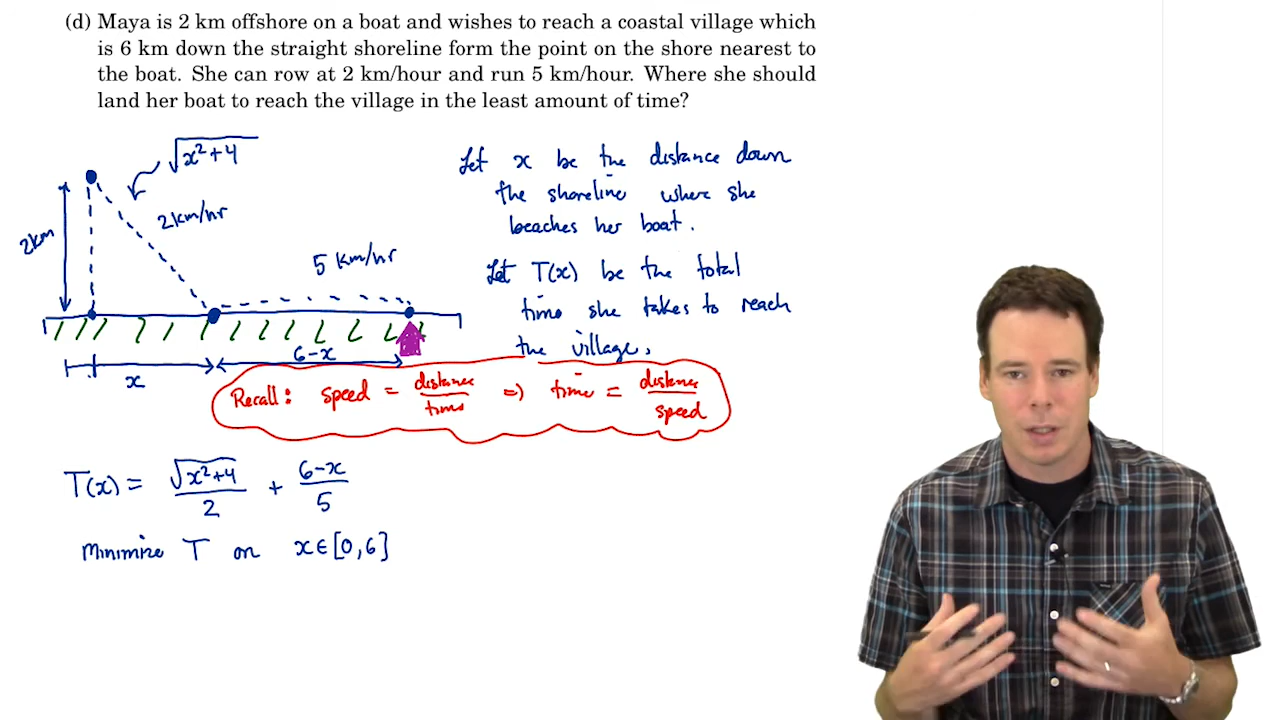 (d) Maya is 2 km offshore on a boat and wishes to reach a coastal village which
is 6 km down the straight shoreline form the point on the shore nearest to
the boat. She can row at 2 km/hour and run 5 km/hour. Where she should
land her boat to reach the village in the least amount of time?
√x²+4
2km/hr
2km
5 km/hr
x
6-x
Let x be the distance down
the shoreline where she
beaches her boat.
Let T(x) be the total
time she takes to reach
the village.
Recall: speed = distance/time => time = distance/speed
T(x) = √x²+4/2 + 6-x/5
Minimize T on x∈[0,6]